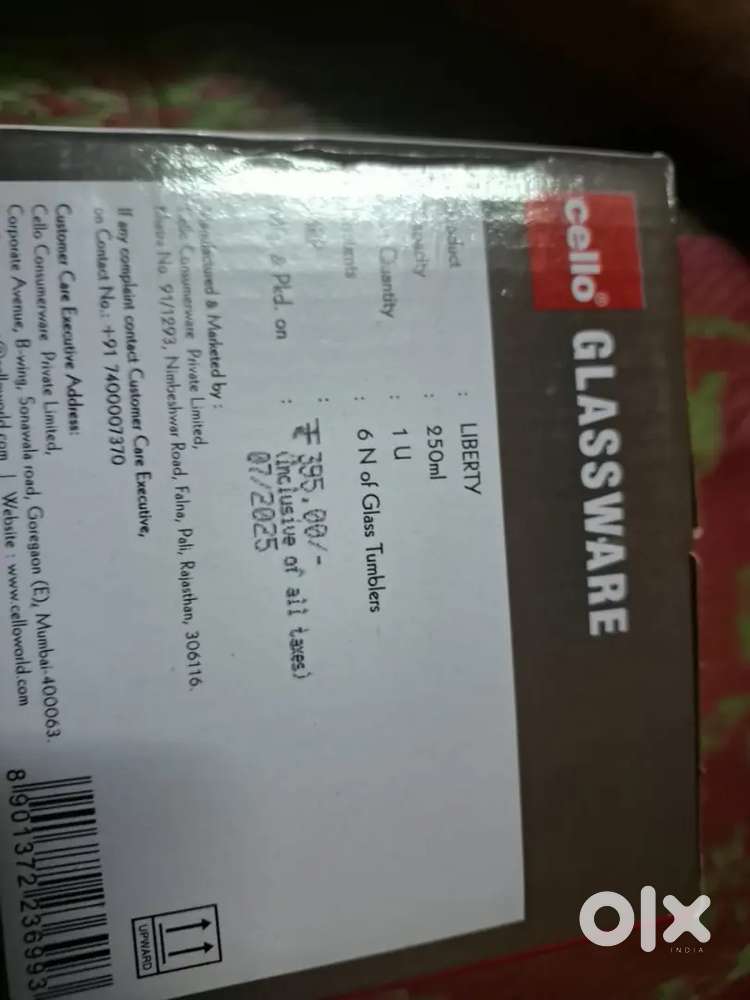 cello® GLASSWARE
: LIBERTY
: 250ml
Quantity : 1 U
: 6 N of Glass Tumblers
: ₹ 395.00/-
(inclusive of all taxes)
& Pkd. on : 07/2025
Manufactured & Marketed by :
Cello Consumerware Private Limited,
No. 91/1293, Nimbeshwar Road, Falna, Pali, Rajasthan, 306116.
If any complaint contact Customer Care Executive,
on Contact No.: +91 7400007370
Customer Care Executive Address:
Cello Consumerware Private Limited,
Corporate Avenue, B-wing, Sonawala road, Goregaon (E), Mumbai-400063.
| Website : www.celloworld.com
8 901372 236993
UPWARD
olx
INDIA